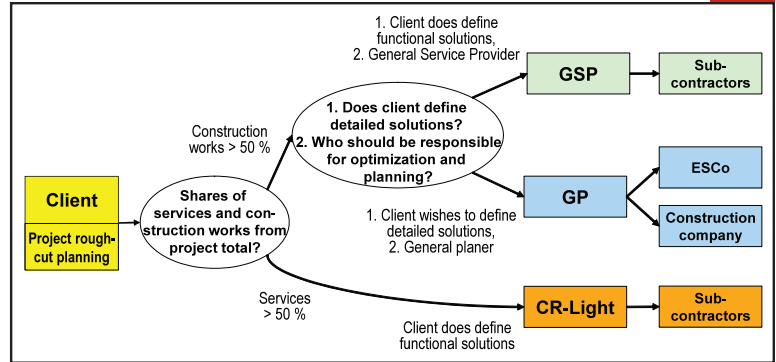 1. Client does define
functional solutions,
2. General Service Provider
GSP
Sub-
contractors
1. Does client define
detailed solutions?
2. Who should be responsible
for optimization and
planning?
Construction
works > 50 %
ESCo
Client
Project rough-
cut planning
Shares of
services and con-
struction works from
project total?
GP
Construction
company
1. Client wishes to define
detailed solutions,
2. General planer
Services
> 50 %
CR-Light
Sub-
contractors
Client does define
functional solutions